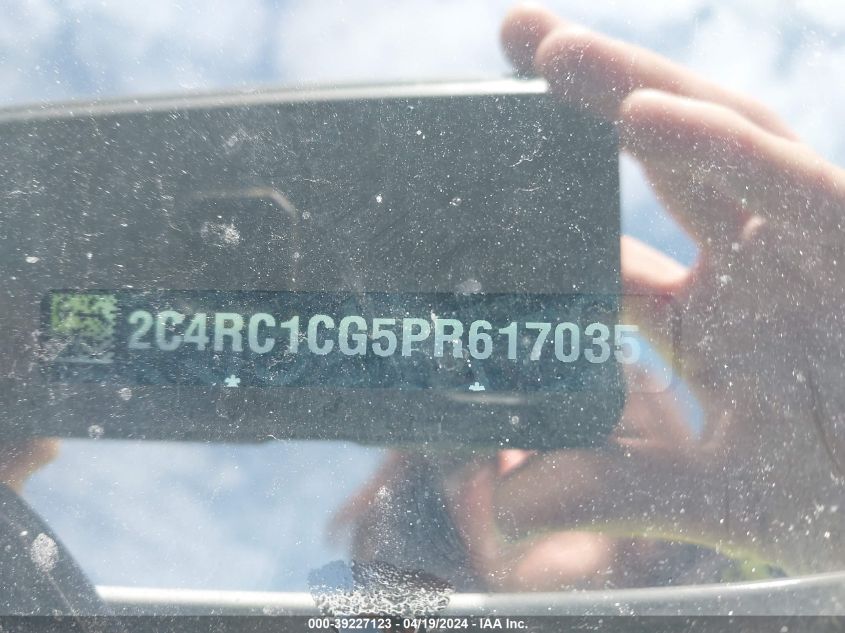 2C4RC1CG5PR617035
000-39227123 - 04/19/2024 - IAA Inc.